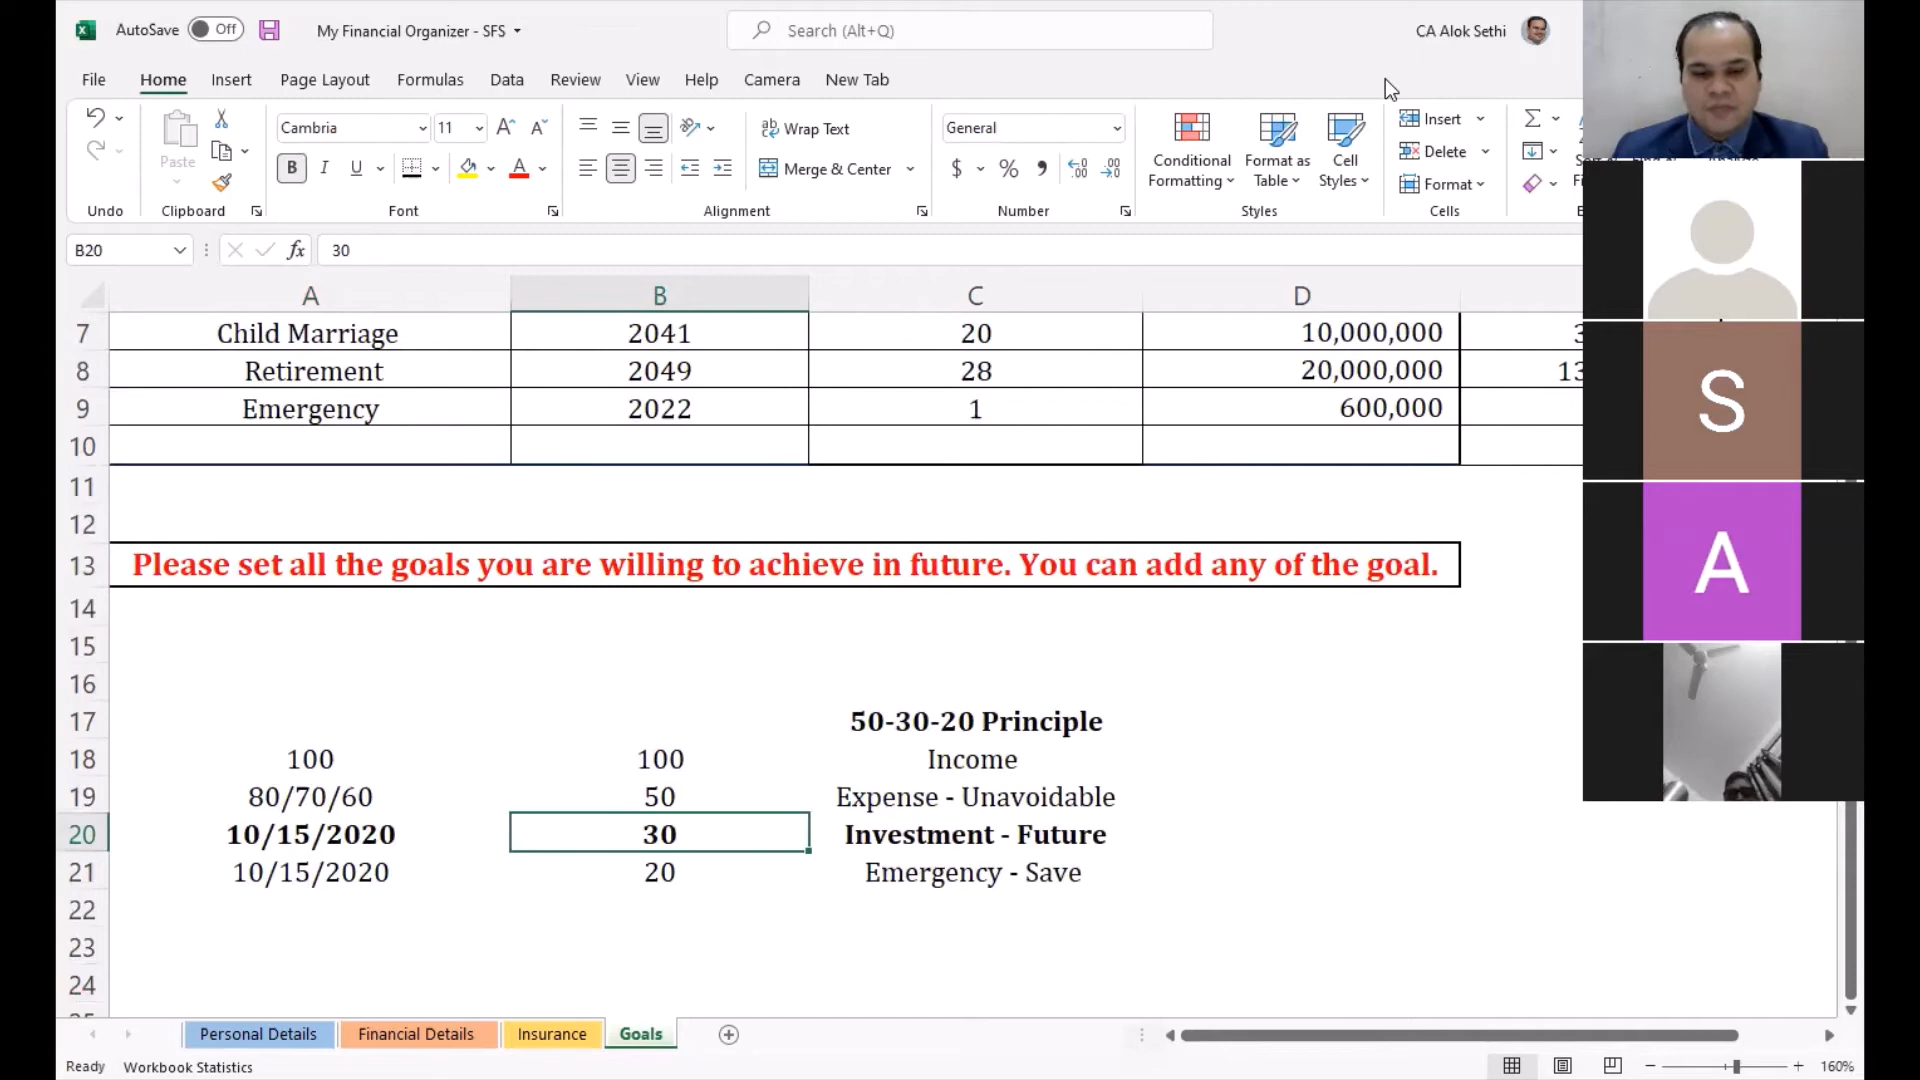 AutoSave Off My Financial Organizer - SFS Search (Alt+Q) CA Alok Sethi
File Home Insert Page Layout Formulas Data Review View Help Camera New Tab
Cambria 11 Wrap Text General Insert
Paste Conditional Formatting Format as Table Cell Styles Delete
B I U A Merge & Center $ % Format
Undo Clipboard Font Alignment Number Styles Cells
B20 fx 30
A B C D
7 Child Marriage 2041 20 10,000,000
8 Retirement 2049 28 20,000,000 13
9 Emergency 2022 1 600,000
10
11
12
13 Please set all the goals you are willing to achieve in future. You can add any of the goal.
14
15
16
17 50-30-20 Principle
18 100 100 Income
19 80/70/60 50 Expense - Unavoidable
20 10/15/2020 30 Investment - Future
21 10/15/2020 20 Emergency - Save
22
23
24
Personal Details Financial Details Insurance Goals
Ready Workbook Statistics 160%
S
A